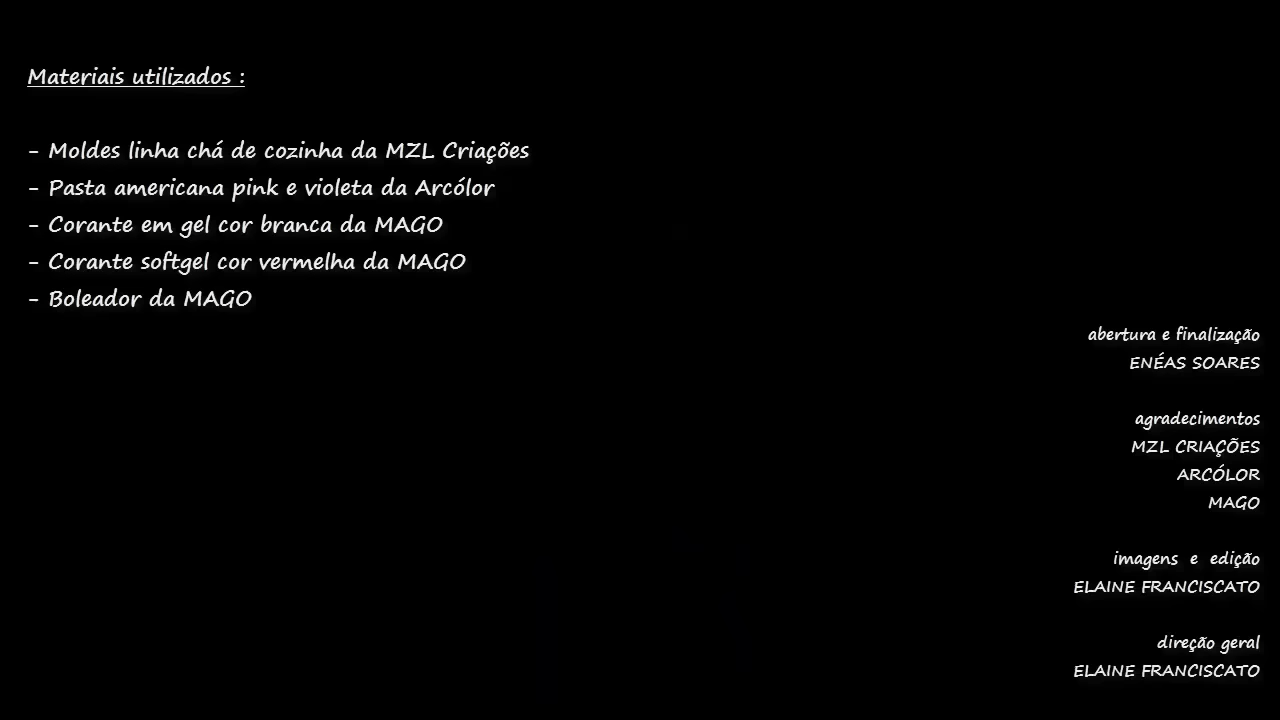 Materiais utilizados :
- Moldes linha chá de cozinha da MZL Criações
- Pasta americana pink e violeta da Arcólor
- Corante em gel cor branca da MAGO
- Corante softgel cor vermelha da MAGO
- Boleador da MAGO
abertura e finalização
ENÉAS SOARES
agradecimentos
MZL CRIAÇÕES
ARCÓLOR
MAGO
imagens e edição
ELAINE FRANCISCATO
direção geral
ELAINE FRANCISCATO